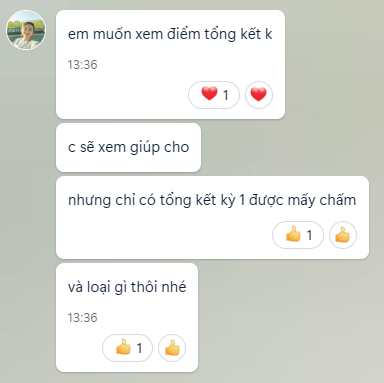 em muốn xem điểm tổng kết k
13:36
1
c sẽ xem giúp cho
nhưng chỉ có tổng kết kỳ 1 được mấy chấm
1
và loại gì thôi nhé
13:36
1